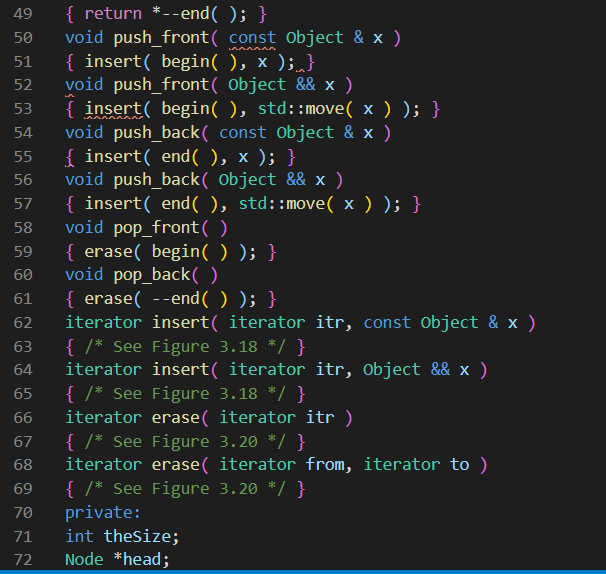 49 { return *--end( ); }
50 void push_front( const Object & x )
51 { insert( begin( ), x ); }
52 void push_front( Object && x )
53 { insert( begin( ), std::move( x ) ); }
54 void push_back( const Object & x )
55 { insert( end( ), x ); }
56 void push_back( Object && x )
57 { insert( end( ), std::move( x ) ); }
58 void pop_front( )
59 { erase( begin( ) ); }
60 void pop_back( )
61 { erase( --end( ) ); }
62 iterator insert( iterator itr, const Object & x )
63 { /* See Figure 3.18 */ }
64 iterator insert( iterator itr, Object && x )
65 { /* See Figure 3.18 */ }
66 iterator erase( iterator itr )
67 { /* See Figure 3.20 */ }
68 iterator erase( iterator from, iterator to )
69 { /* See Figure 3.20 */ }
70 private:
71 int theSize;
72 Node *head;